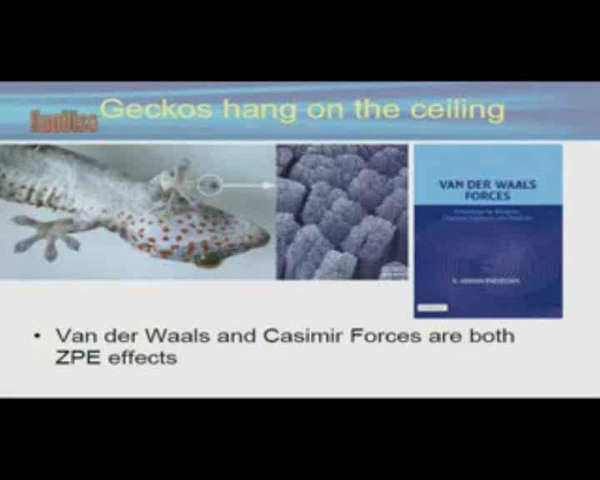 Geckos hang on the ceiling
VAN DER WAALS
FORCES
• Van der Waals and Casimir Forces are both
ZPE effects